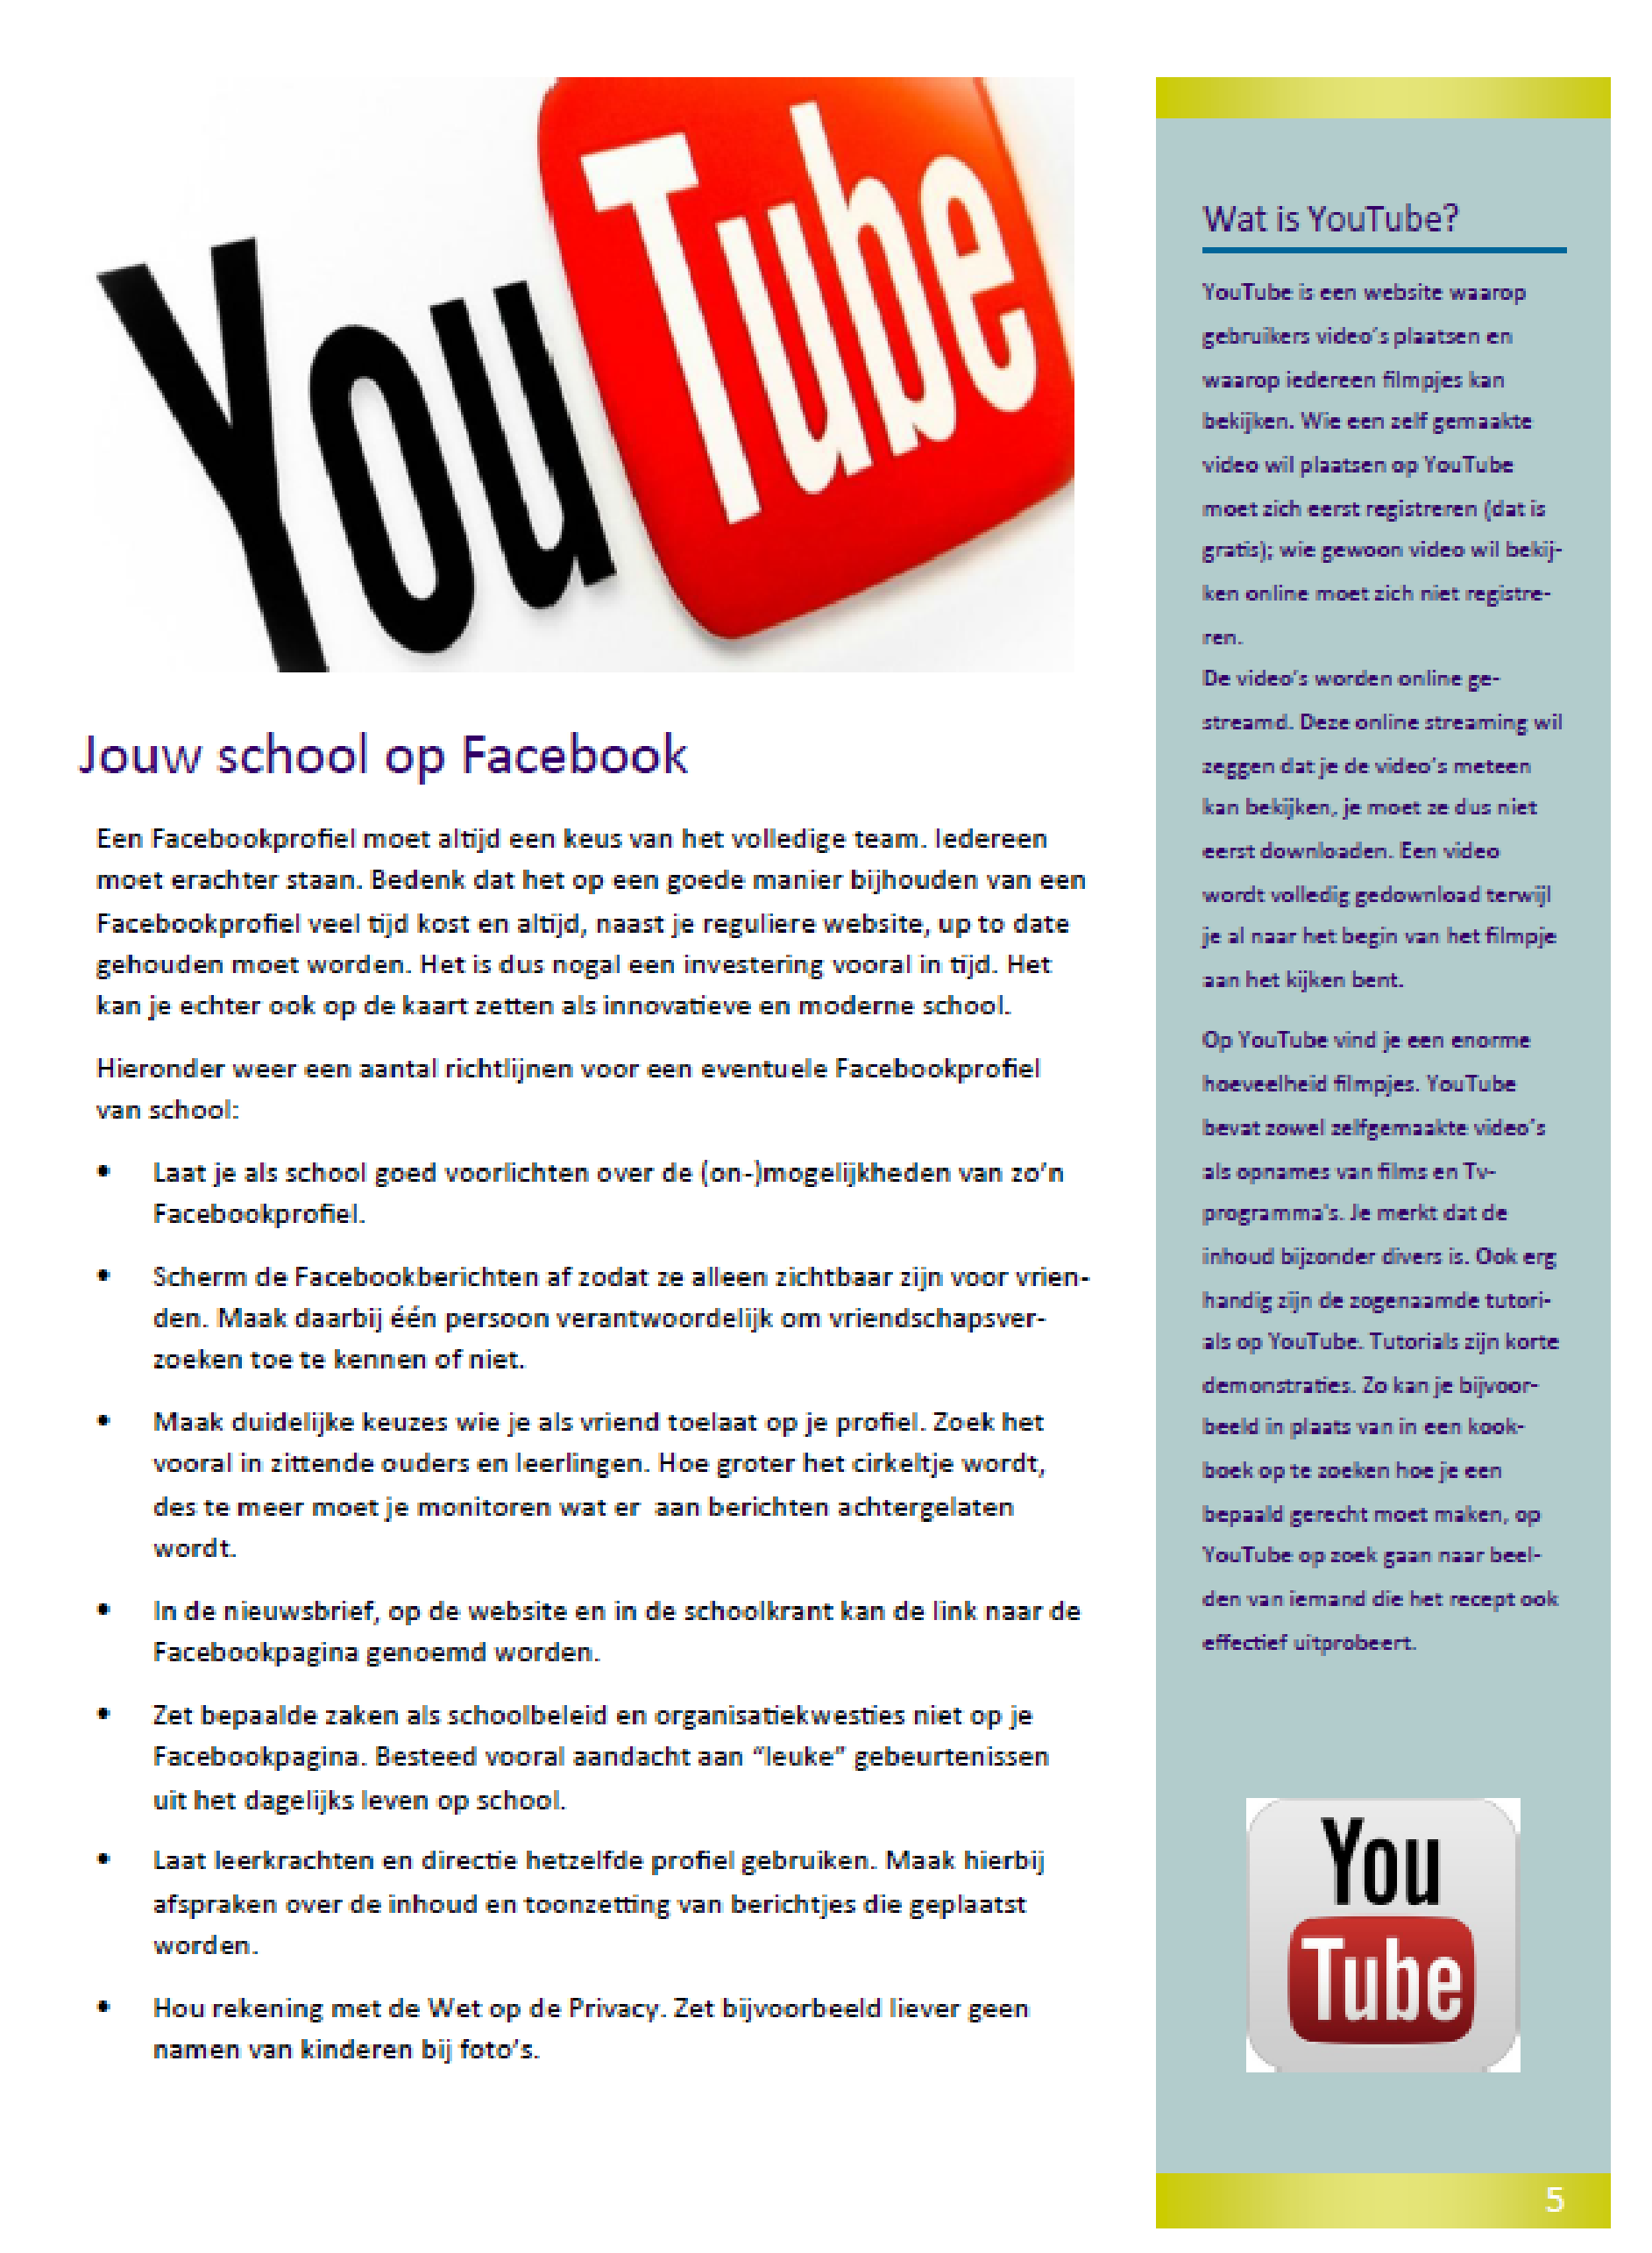 YouTube
Jouw school op Facebook
Een Facebookprofiel moet altijd een keus van het volledige team. Iedereen
moet erachter staan. Bedenk dat het op een goede manier bijhouden van een
Facebookprofiel veel tijd kost en altijd, naast je reguliere website, up to date
gehouden moet worden. Het is dus nogal een investering vooral in tijd. Het
kan je echter ook op de kaart zetten als innovatieve en moderne school.
Hieronder weer een aantal richtlijnen voor een eventuele Facebookprofiel
van school:
• Laat je als school goed voorlichten over de (on-)mogelijkheden van zo’n
Facebookprofiel.
• Scherm de Facebookberichten af zodat ze alleen zichtbaar zijn voor vrien-
den. Maak daarbij één persoon verantwoordelijk om vriendschapsver-
zoeken toe te kennen of niet.
• Maak duidelijke keuzes wie je als vriend toelaat op je profiel. Zoek het
vooral in zittende ouders en leerlingen. Hoe groter het cirkeltje wordt,
des te meer moet je monitoren wat er aan berichten achtergelaten
wordt.
• In de nieuwsbrief, op de website en in de schoolkrant kan de link naar de
Facebookpagina genoemd worden.
• Zet bepaalde zaken als schoolbeleid en organisatiekwesties niet op je
Facebookpagina. Besteed vooral aandacht aan “leuke” gebeurtenissen
uit het dagelijks leven op school.
• Laat leerkrachten en directie hetzelfde profiel gebruiken. Maak hierbij
afspraken over de inhoud en toonzetting van berichtjes die geplaatst
worden.
• Hou rekening met de Wet op de Privacy. Zet bijvoorbeeld liever geen
namen van kinderen bij foto’s.
Wat is YouTube?
YouTube is een website waarop
gebruikers video’s plaatsen en
waarop iedereen filmpjes kan
bekijken. Wie een zelf gemaakte
video wil plaatsen op YouTube
moet zich eerst registreren (dat is
gratis); wie gewoon video wil bekij-
ken online moet zich niet registre-
ren.
De video’s worden online ge-
streamd. Deze online streaming wil
zeggen dat je de video’s meteen
kan bekijken, je moet ze dus niet
eerst downloaden. Een video
wordt volledig gedownload terwijl
je al naar het begin van het filmpje
aan het kijken bent.
Op YouTube vind je een enorme
hoeveelheid filmpjes. YouTube
bevat zowel zelfgemaakte video’s
als opnames van films en Tv-
programma's. Je merkt dat de
inhoud bijzonder divers is. Ook erg
handig zijn de zogenaamde tutori-
als op YouTube. Tutorials zijn korte
demonstraties. Zo kan je bijvoor-
beeld in plaats van in een kook-
boek op te zoeken hoe je een
bepaald gerecht moet maken, op
YouTube op zoek gaan naar beel-
den van iemand die het recept ook
effectief uitprobeert.
You
Tube
5